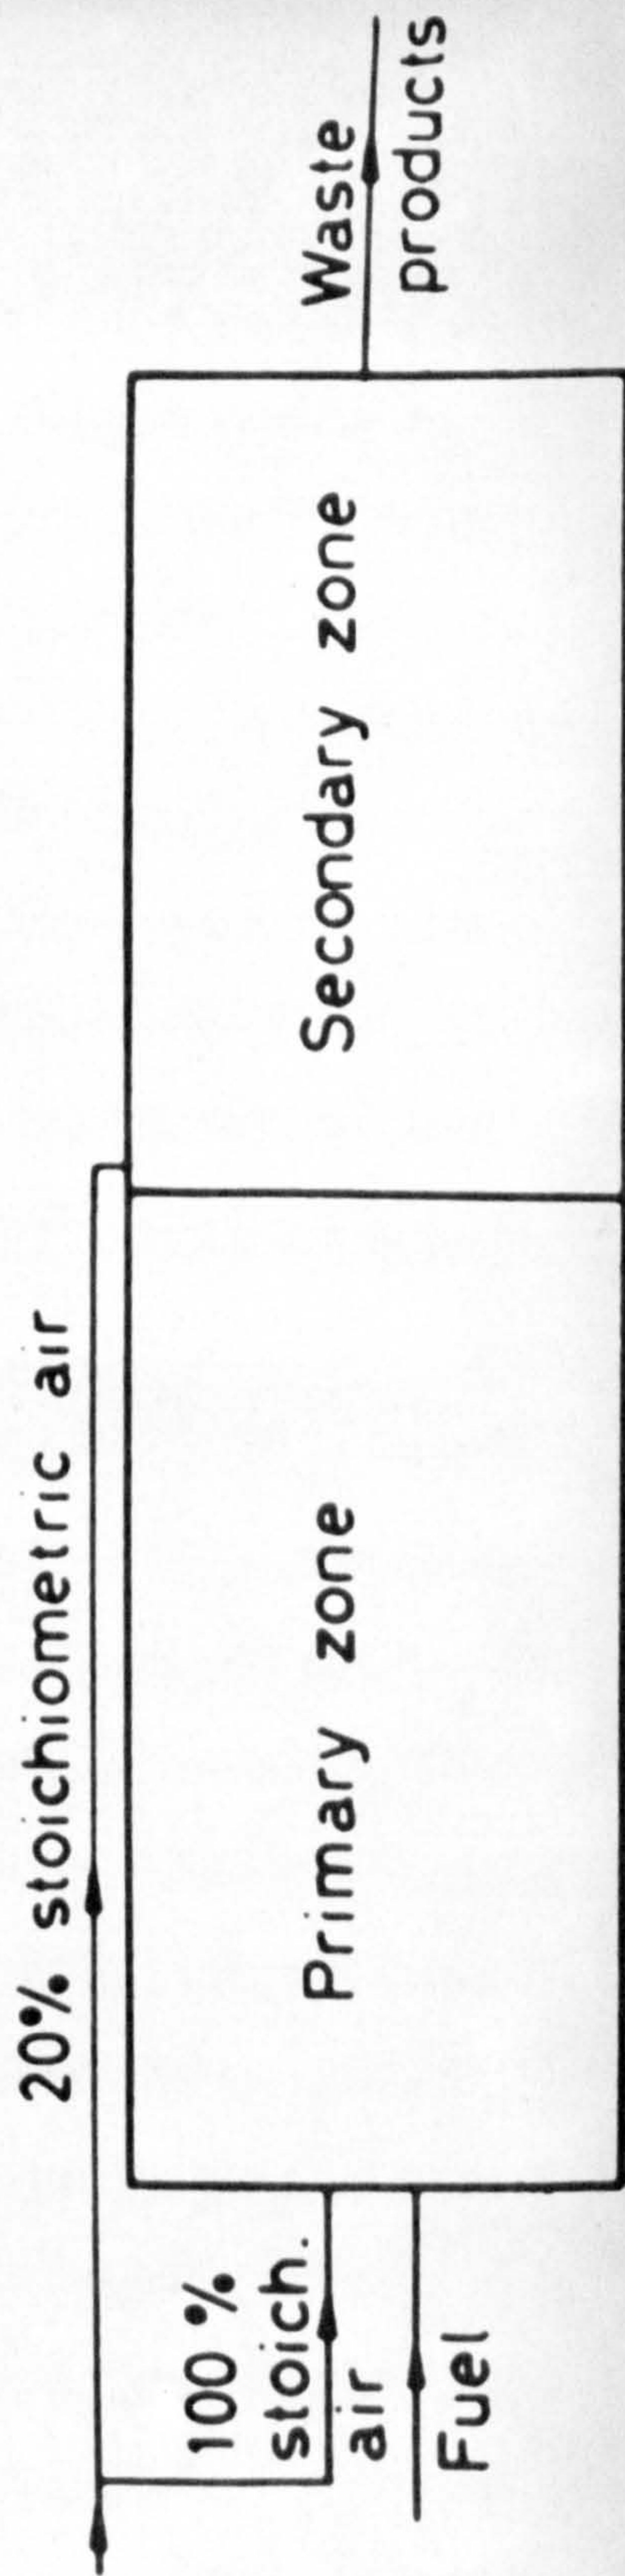 20% stoichiometric air
100 %
stoich.
air
Fuel
Primary zone
Secondary zone
Waste
products